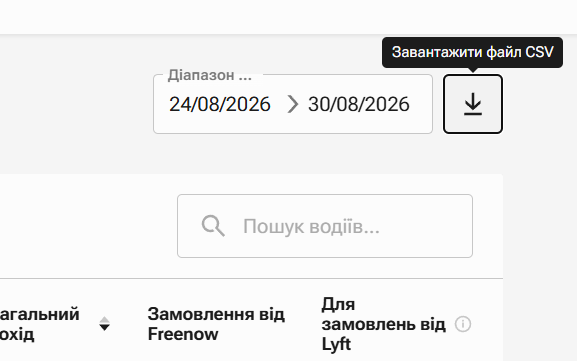 Завантажити файл CSV
Діапазон ...
24/08/2026 30/08/2026
Пошук водіїв...
агальний
охід
Замовлення від
Freenow
Для
замовлень від
Lyft